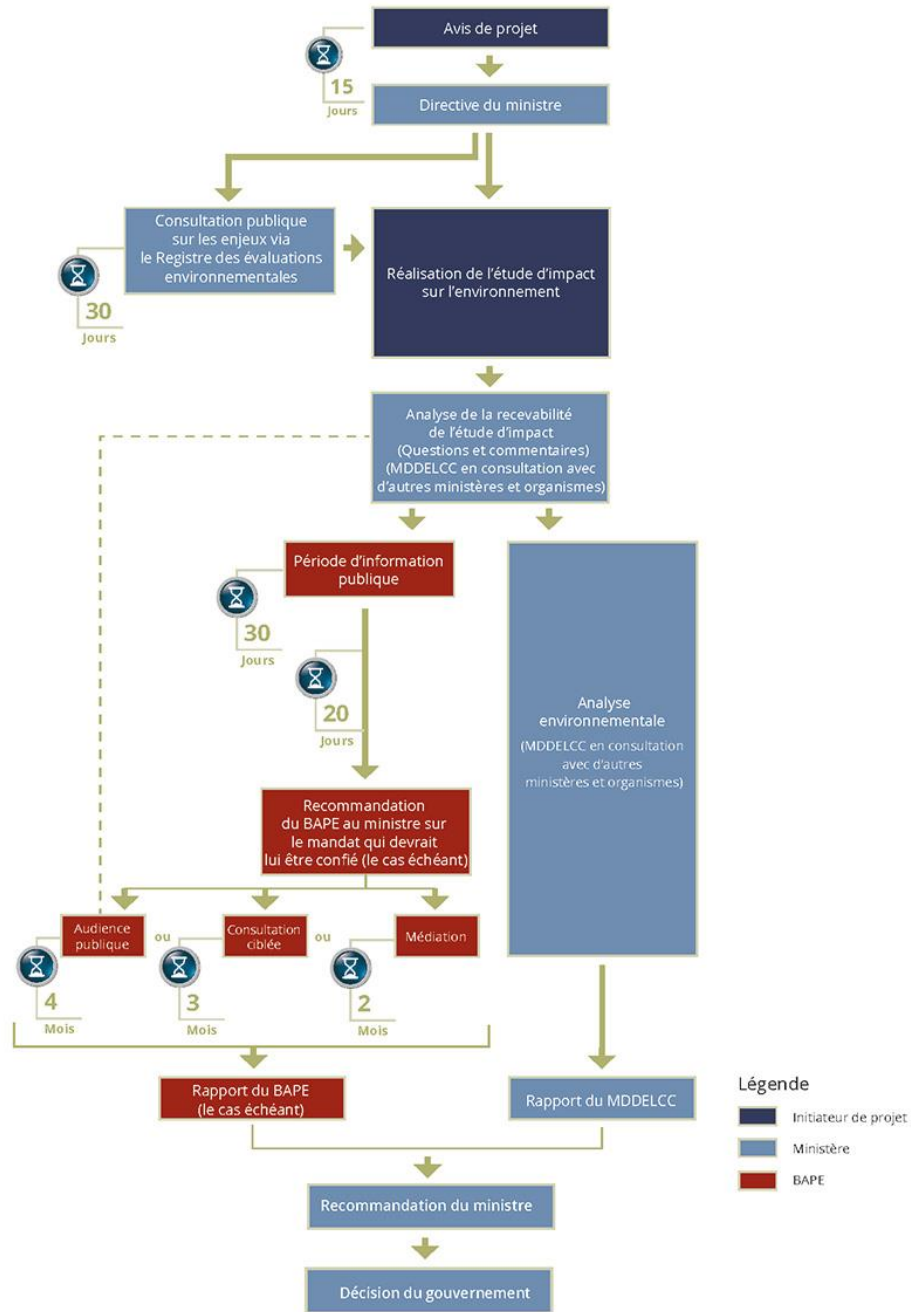 Avis de projet
15
Jours
Directive du ministre
Consultation publique
sur les enjeux via
le Registre des évaluations
environnementales
30
Jours
Réalisation de l'étude d'impact
sur l'environnement
Analyse de la recevabilité
de l'étude d'impact
(Questions et commentaires)
(MDDELCC en consultation avec
d'autres ministères et organismes)
Période d'information
publique
30
Jours
20
Jours
Analyse
environnementale
(MDDELCC en consultation
avec d'autres
ministères et organismes)
Recommandation
du BAPE au ministre sur
le mandat qui devrait
lui être confié (le cas échéant)
Audience
publique
ou
Consultation
ciblée
ou
Médiation
4
Mois
3
Mois
2
Mois
Rapport du BAPE
(le cas échéant)
Rapport du MDDELCC
Légende
Initiateur de projet
Ministère
BAPE
Recommandation du ministre
Décision du gouvernement